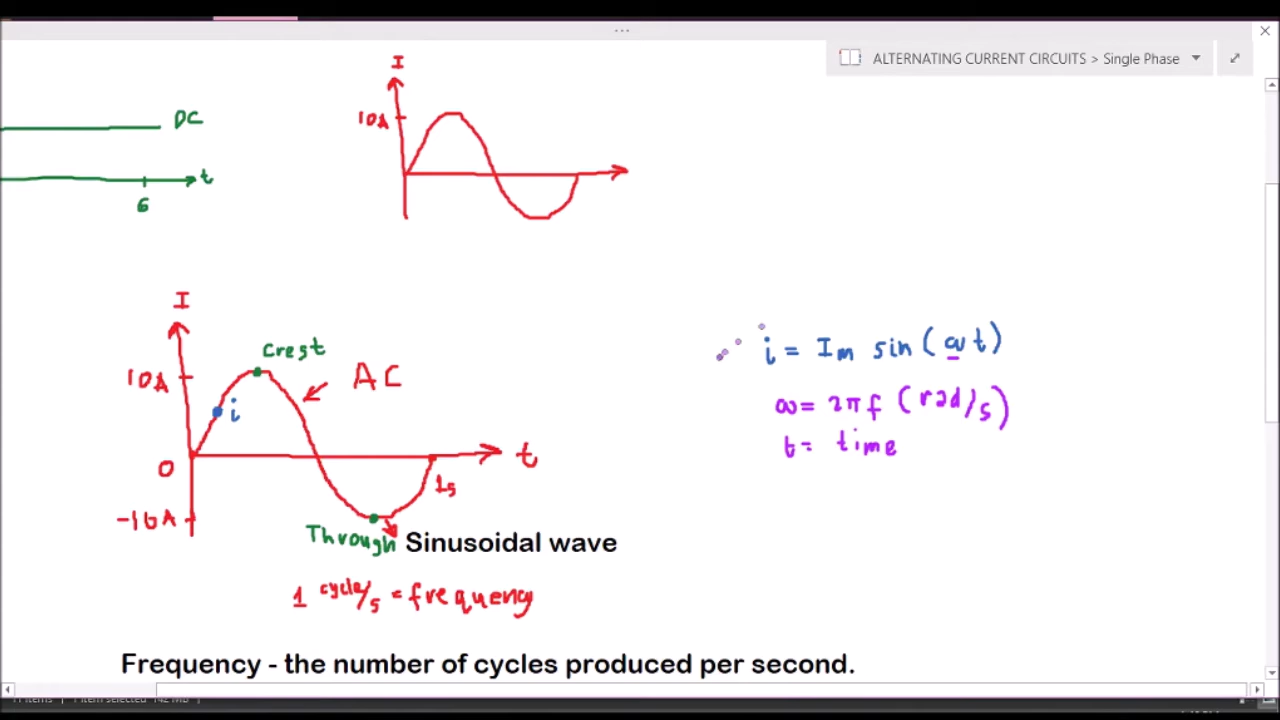 ALTERNATING CURRENT CIRCUITS > Single Phase
I
10A
DC
t
6
I
Crest
10A
AC
i
0
t
1s
-10A
Through
Sinusoidal wave
1 cycle/s = frequency
i = Im sin (ωt)
ω = 2πf (rad/s)
t = time
Frequency - the number of cycles produced per second.